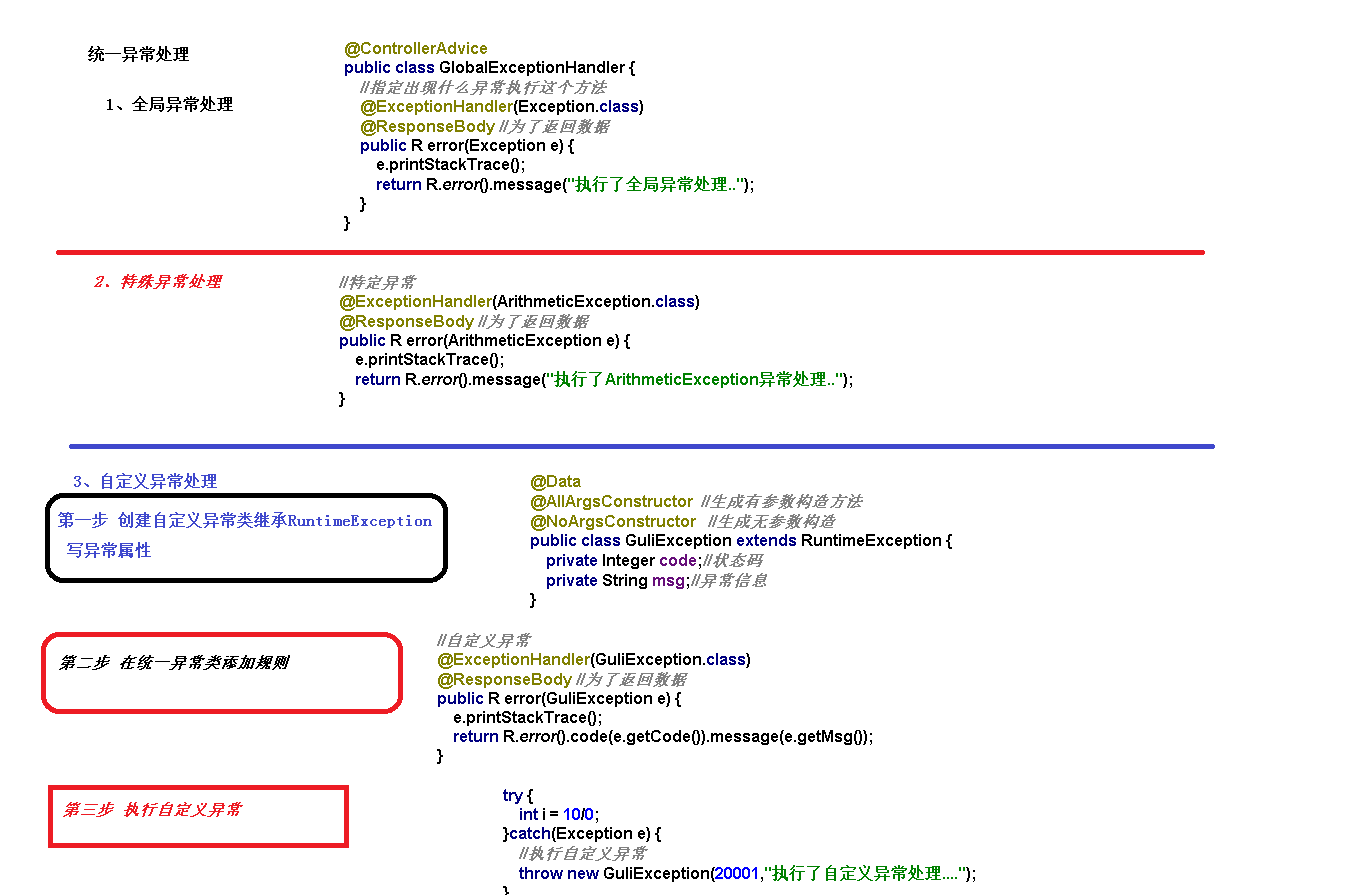 统一异常处理
1、全局异常处理
@ControllerAdvice
public class GlobalExceptionHandler {
//指定出现什么异常执行这个方法
@ExceptionHandler(Exception.class)
@ResponseBody //为了返回数据
public R error(Exception e) {
e.printStackTrace();
return R.error().message("执行了全局异常处理..");
}
}
2、特殊异常处理
//特定异常
@ExceptionHandler(ArithmeticException.class)
@ResponseBody //为了返回数据
public R error(ArithmeticException e) {
e.printStackTrace();
return R.error().message("执行了ArithmeticException异常处理..");
}
3、自定义异常处理
第一步 创建自定义异常类继承RuntimeException
写异常属性
@Data
@AllArgsConstructor //生成有参数构造方法
@NoArgsConstructor //生成无参数构造
public class GuliException extends RuntimeException {
private Integer code;//状态码
private String msg;//异常信息
}
第二步 在统一异常类添加规则
//自定义异常
@ExceptionHandler(GuliException.class)
@ResponseBody //为了返回数据
public R error(GuliException e) {
e.printStackTrace();
return R.error().code(e.getCode()).message(e.getMsg());
}
第三步 执行自定义异常
try {
int i = 10/0;
}catch(Exception e) {
//执行自定义异常
throw new GuliException(20001,"执行了自定义异常处理....");
}